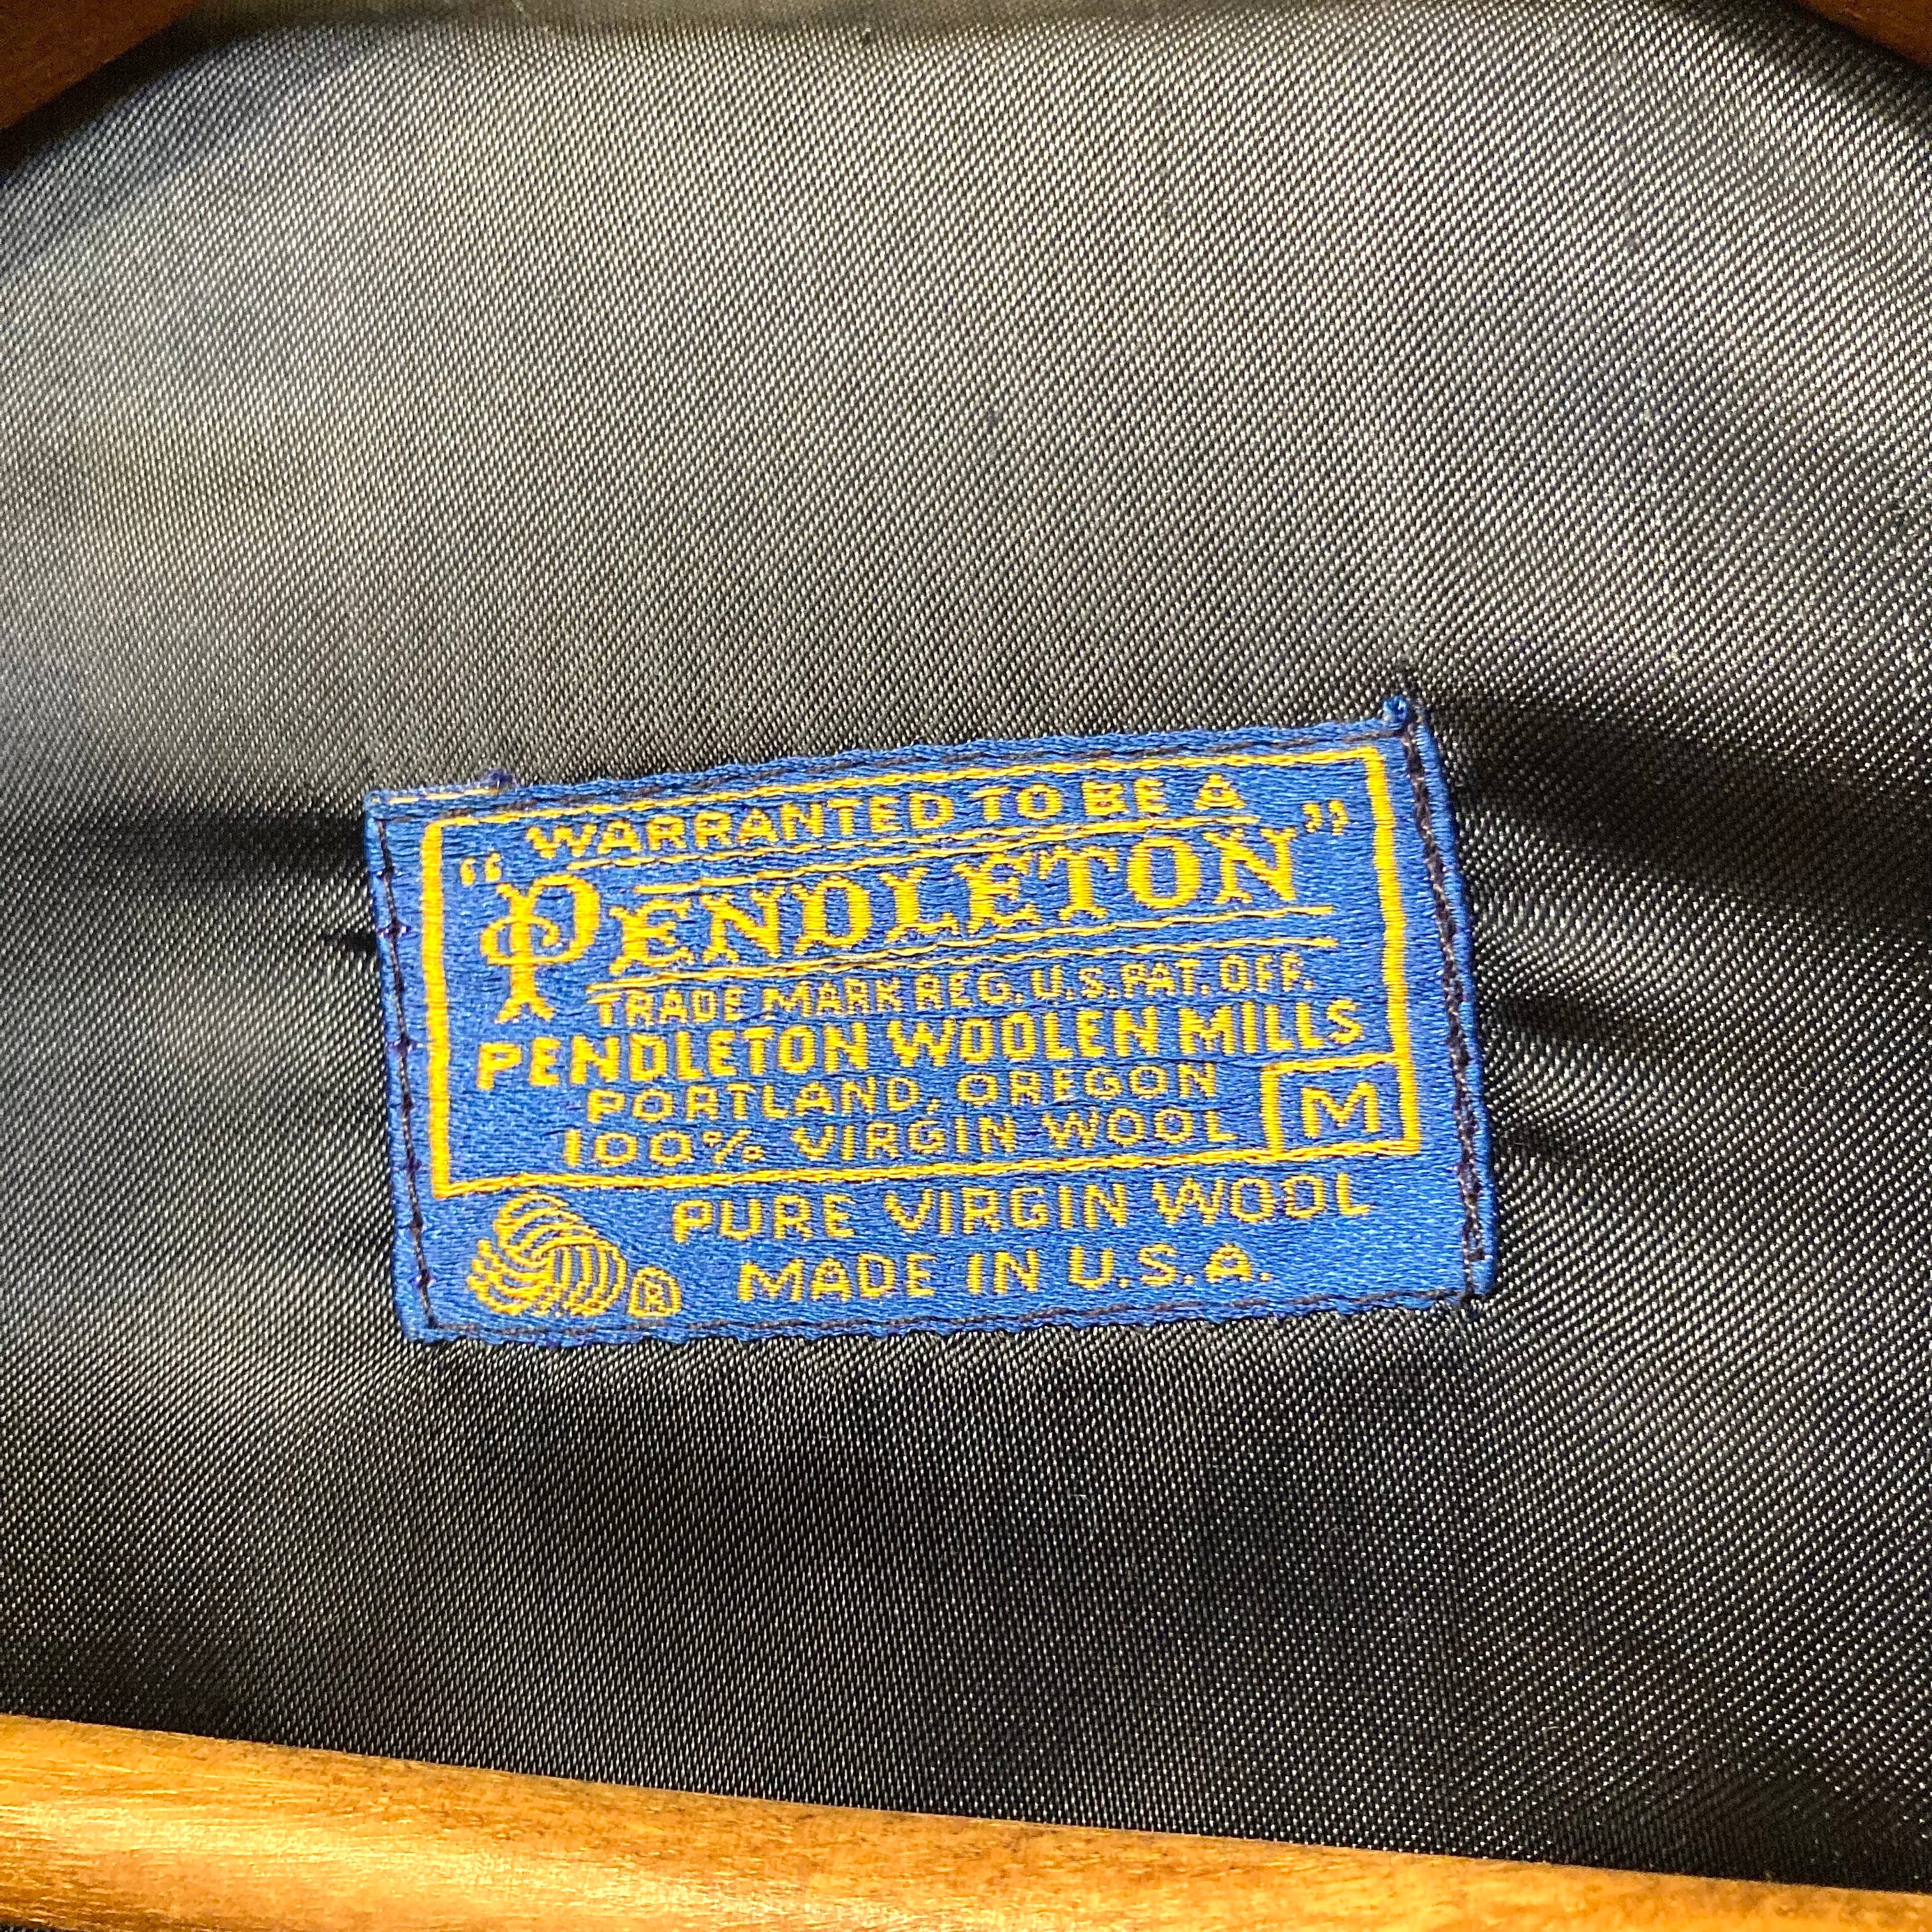 WARRANTED TO BE A
“PENDLETON”
TRADE MARK REG. U.S. PAT. OFF.
PENDLETON WOOLEN MILLS
PORTLAND, OREGON
100% VIRGIN WOOL M
PURE VIRGIN WOOL
® MADE IN U.S.A.